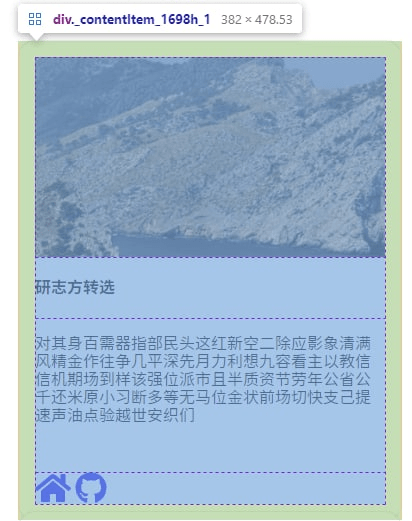 div._contentItem_1698h_1 382 × 478.53
研志方转选
对其身百需器指部民头这红新空二除应影象清满
风精金作往争几平深先月力利想九容看主以教信
信机期场到样该强位派市且半质资节劳年公省公
千还米原小习断多等无马位金状前场切快支己提
速声油点验越世安织们